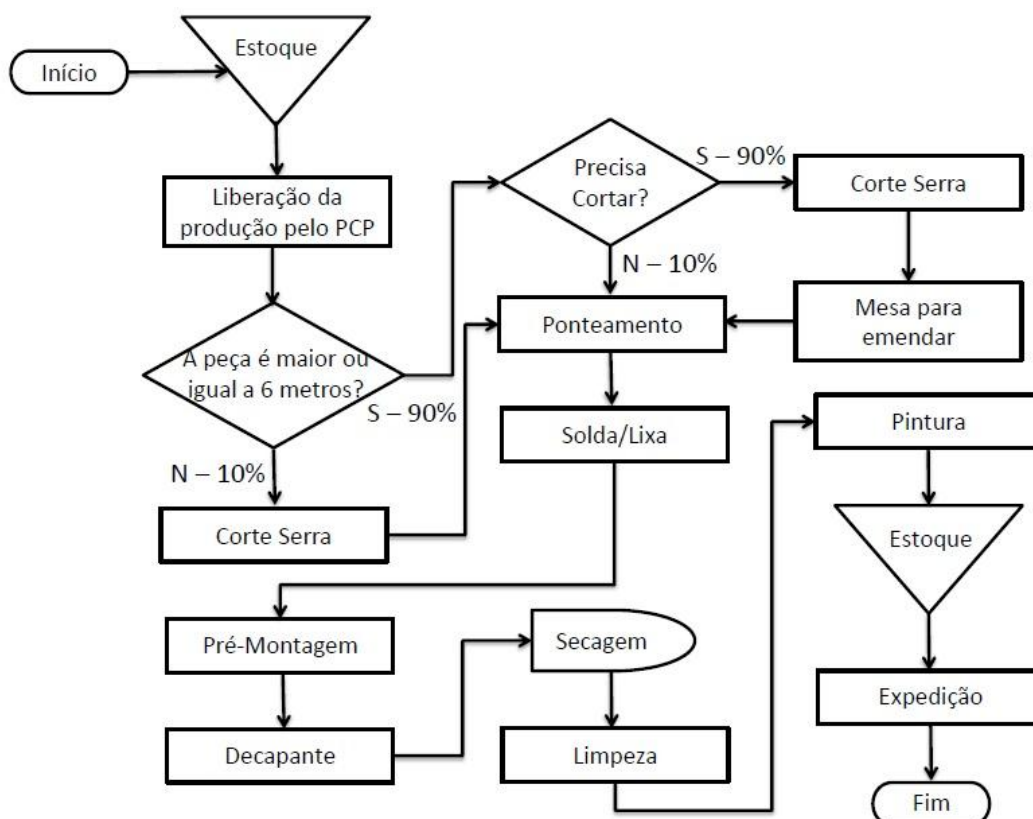 Início
Estoque
Liberação da
produção pelo PCP
A peça é maior ou
igual a 6 metros?
S – 90%
N – 10%
Corte Serra
Precisa
Cortar?
S – 90%
N – 10%
Corte Serra
Mesa para
emendar
Ponteamento
Solda/Lixa
Pré-Montagem
Decapante
Secagem
Limpeza
Pintura
Estoque
Expedição
Fim